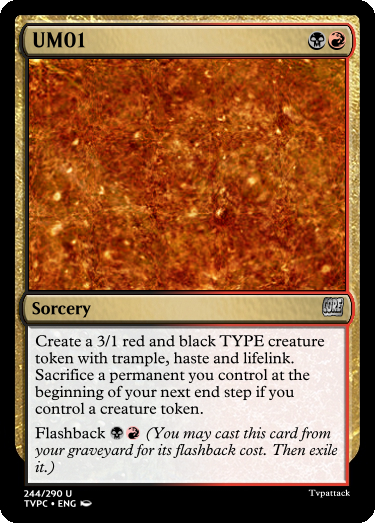 UM01
Sorcery
CORE
Create a 3/1 red and black TYPE creature
token with trample, haste and lifelink.
Sacrifice a permanent you control at the
beginning of your next end step if you
control a creature token.
Flashback (You may cast this card from
your graveyard for its flashback cost. Then exile
it.)
244/290 U
TVPC • ENG
Tvpattack